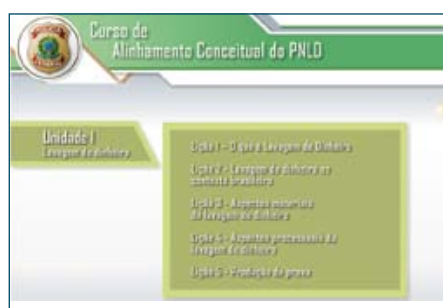 Curso de
Alinhamento Conceitual do PNLD
Unidade I
Lavagem de dinheiro
Lição 1 - O que é Lavagem de Dinheiro
Lição 2 - Lavagem de dinheiro no
contexto brasileiro
Lição 3 - Aspectos materiais
da lavagem de dinheiro
Lição 4 - Aspectos processuais da
lavagem de dinheiro
Lição 5 - Produção de prova